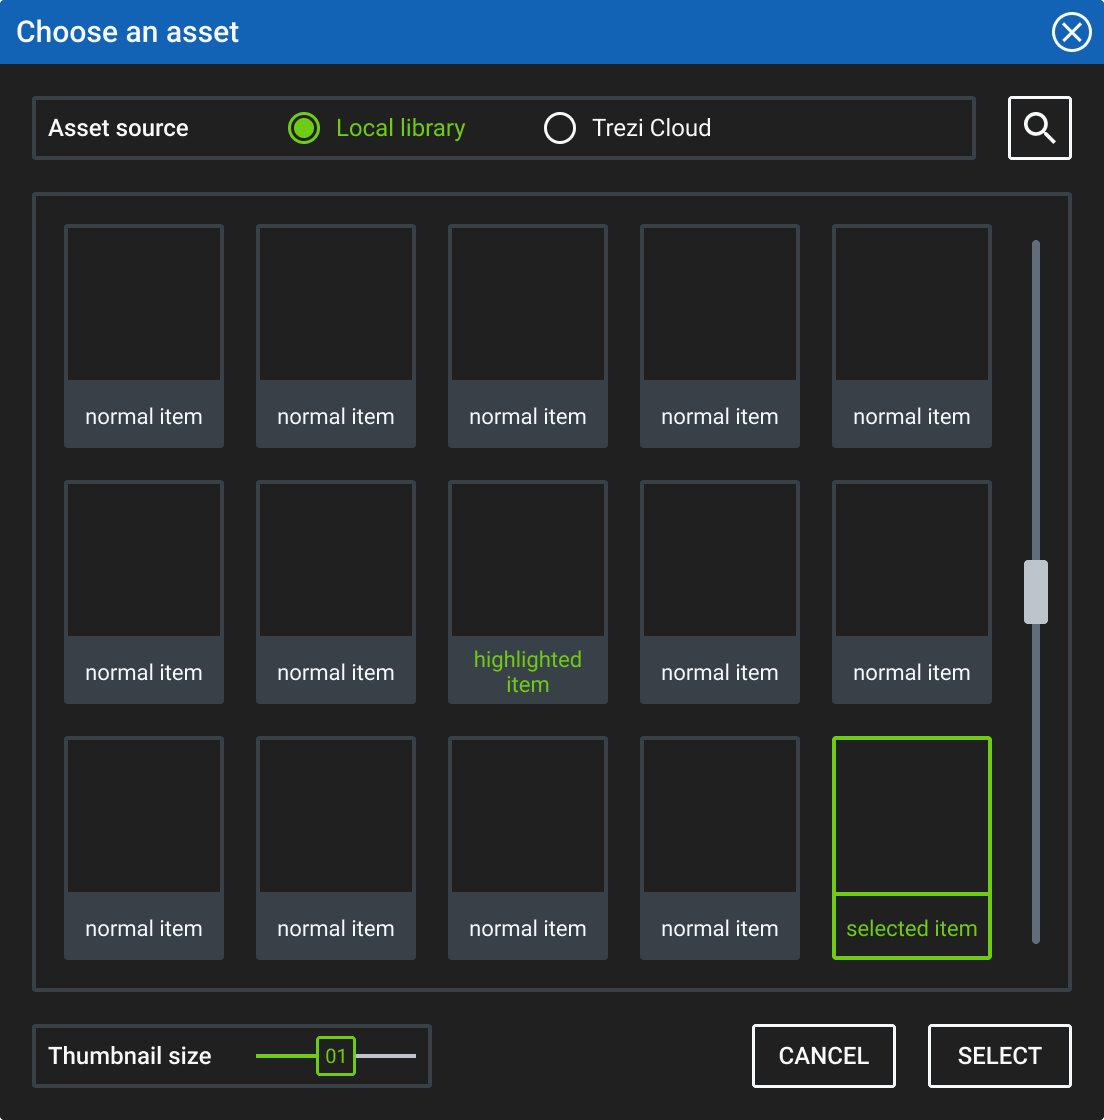 Choose an asset
Asset source Local library Trezi Cloud
normal item normal item normal item normal item normal item
normal item normal item highlighted item normal item normal item
normal item normal item normal item normal item selected item
Thumbnail size 01 CANCEL SELECT